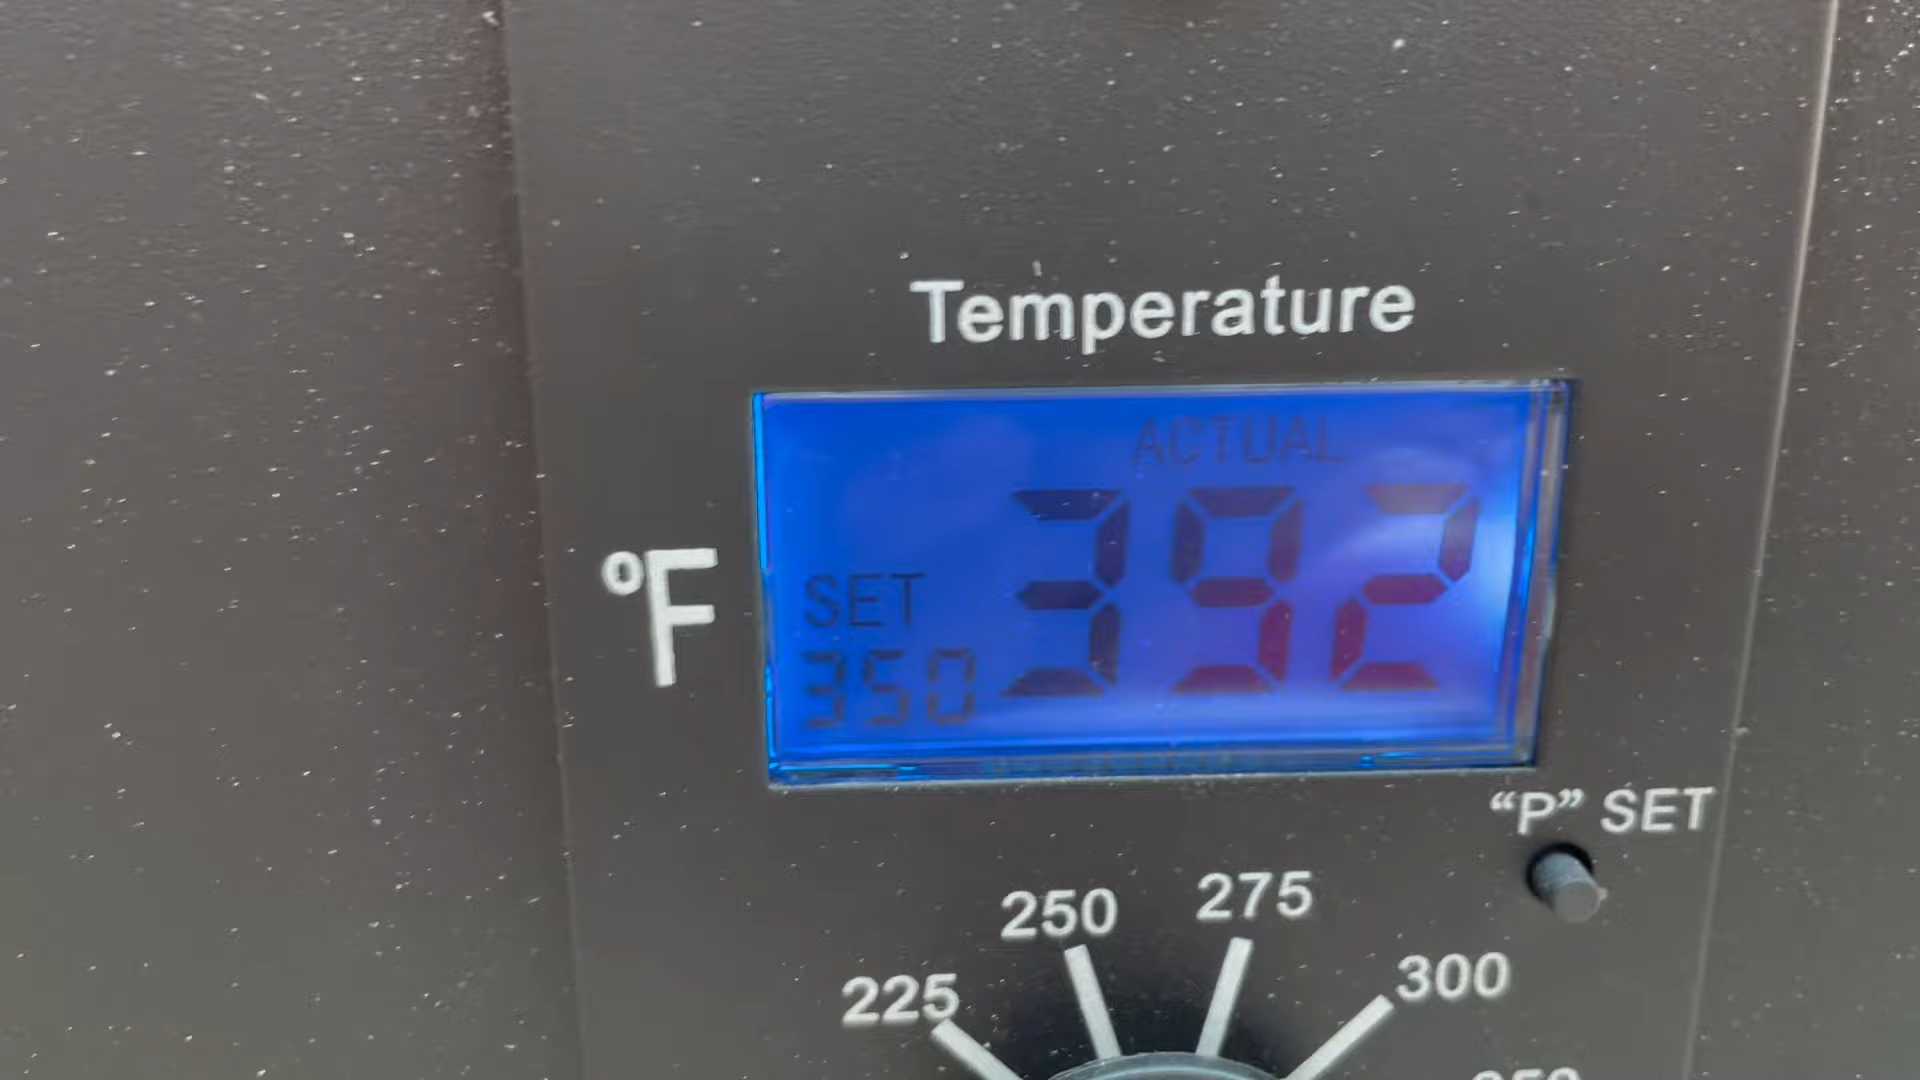 Temperature
ACTUAL
°F
392
SET
350
“P” SET
225
250
275
300